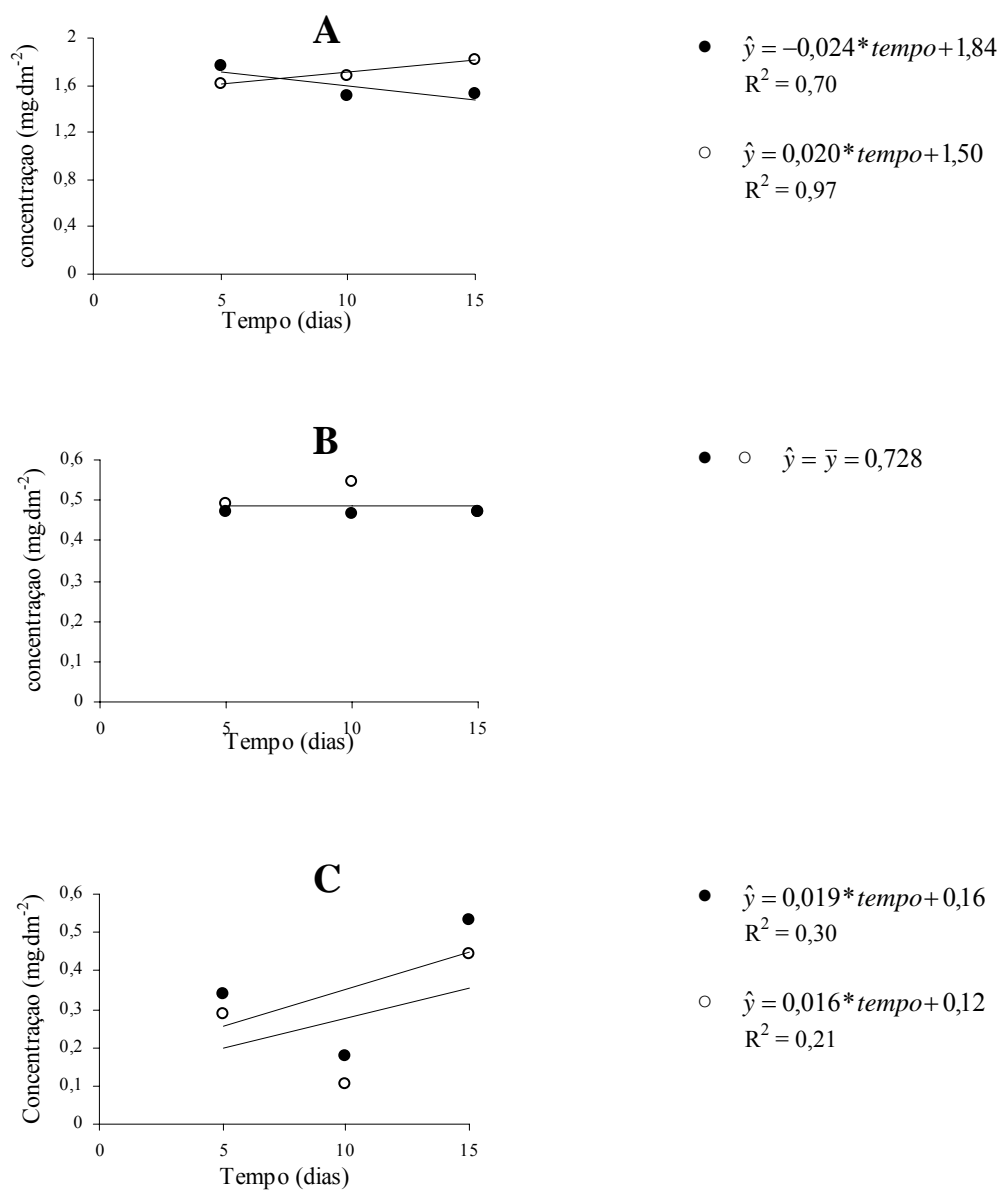 A
concentraçao (mg.dm-2)
2
1,6
1,2
0,8
0,4
0
0 5 10 15
Tempo (dias)
● ŷ = −0,024* tempo + 1,84
R2 = 0,70
○ ŷ = 0,020* tempo + 1,50
R2 = 0,97
B
concentraçao (mg.dm-2)
0,6
0,5
0,4
0,3
0,2
0,1
0
0 5 10 15
Tempo (dias)
● ○ ŷ = y̅ = 0,728
C
Concentraçao (mg.dm-2)
0,6
0,5
0,4
0,3
0,2
0,1
0
0 5 10 15
Tempo (dias)
● ŷ = 0,019* tempo + 0,16
R2 = 0,30
○ ŷ = 0,016* tempo + 0,12
R2 = 0,21